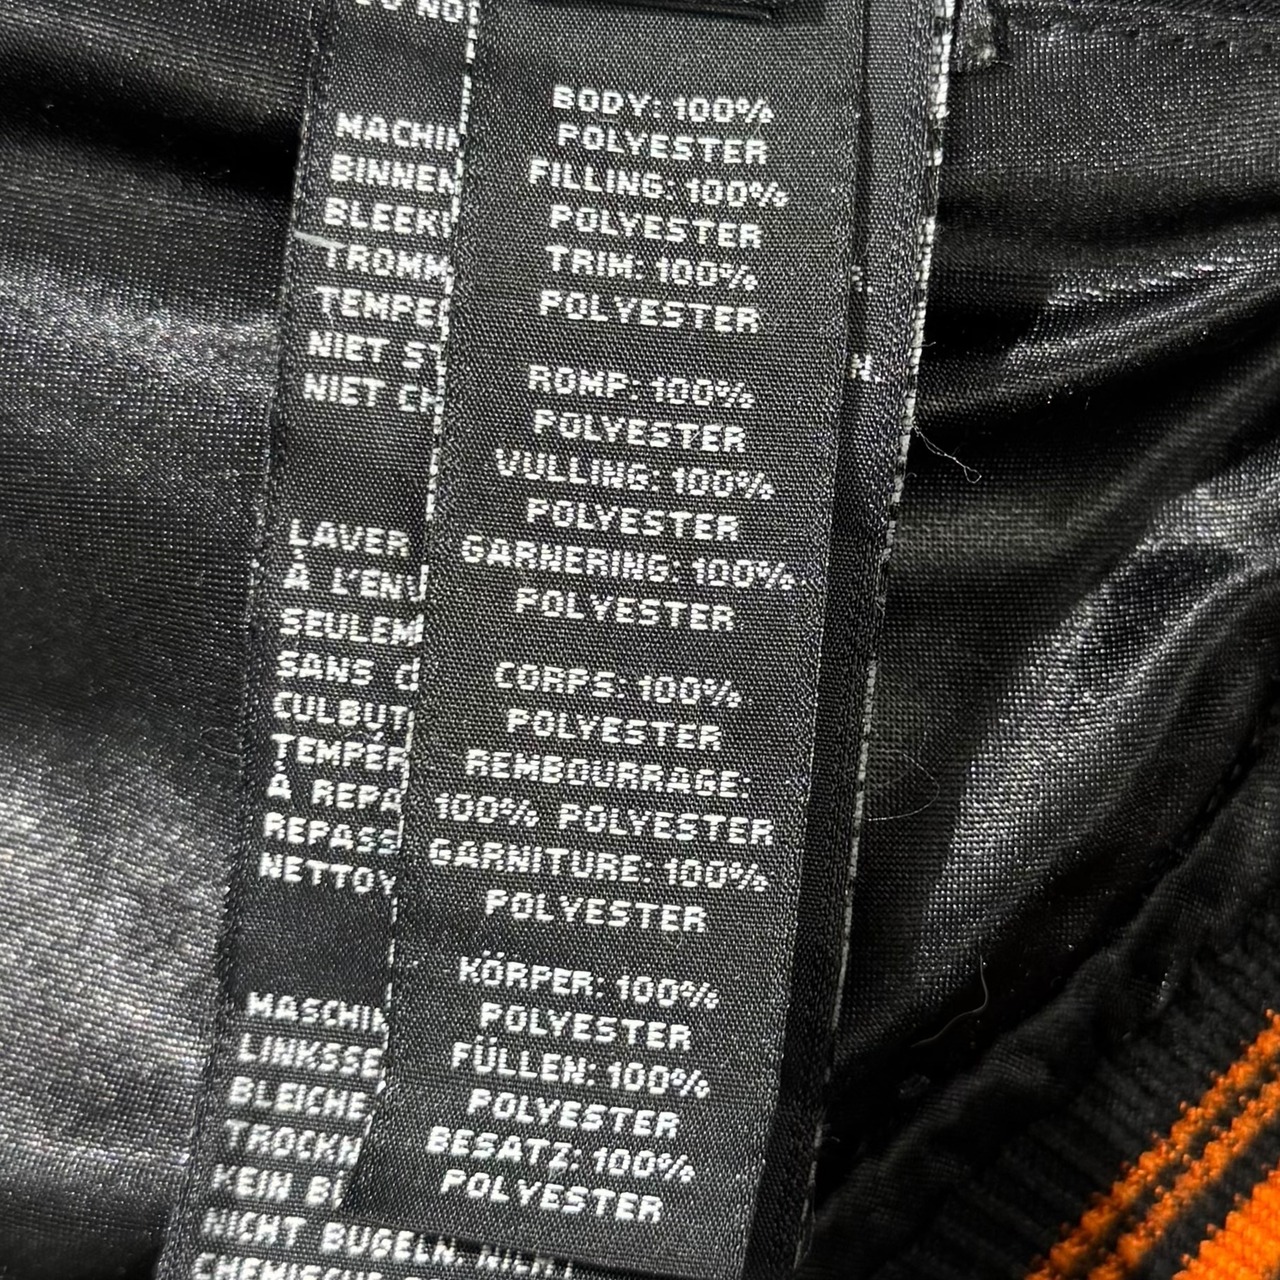 BODY: 100%
POLYESTER
FILLING: 100%
POLYESTER
TRIM: 100%
POLYESTER
ROMP: 100%
POLYESTER
VULLING: 100%
POLYESTER
GARNERING: 100%
POLYESTER
CORPS: 100%
POLYESTER
REMBOURRAGE:
100% POLYESTER
GARNITURE: 100%
POLYESTER
KÖRPER: 100%
POLYESTER
FÜLLEN: 100%
POLYESTER
BESATZ: 100%
POLYESTER
MACHIN
BINNEN
BLEEK
TROMM
TEMPE
NIET
NIET CH
LAVER
À L'ENV
SEULEM
SANS
CULBUT
TEMPÉR
À REPA
REPASS
NETTOY
MASCHIN
LINKSSE
BLEICHE
TROCKN
KEIN
NICHT BUGELN.